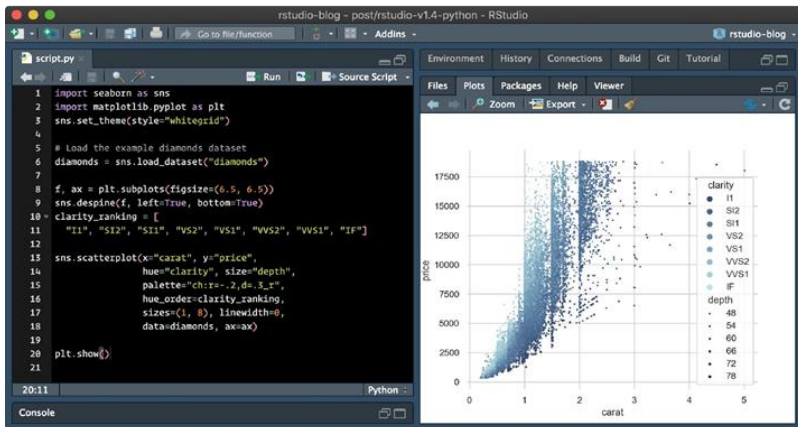 rstudio-blog - post/rstudio-v1.4-python - RStudio
Go to file/function
Addins
rstudio-blog
script.py
Run
Source Script
1 import seaborn as sns
2 import matplotlib.pyplot as plt
3 sns.set_theme(style="whitegrid")
4
5 # Load the example diamonds dataset
6 diamonds = sns.load_dataset("diamonds")
7
8 f, ax = plt.subplots(figsize=(6.5, 6.5))
9 sns.despine(f, left=True, bottom=True)
10 clarity_ranking = [
11 "I1", "SI2", "SI1", "VS2", "VS1", "VVS2", "VVS1", "IF"]
12
13 sns.scatterplot(x="carat", y="price",
14 hue="clarity", size="depth",
15 palette="ch:r=-.2,d=.3_r",
16 hue_order=clarity_ranking,
17 sizes=(1, 8), linewidth=0,
18 data=diamonds, ax=ax)
19
20 plt.show()
21
20:11
Python
Console
Environment History Connections Build Git Tutorial
Files Plots Packages Help Viewer
Zoom Export
17500
15000
12500
10000
7500
5000
2500
0
price
0 1 2 3 4 5
carat
clarity
I1
SI2
SI1
VS2
VS1
VVS2
VVS1
IF
depth
48
54
60
66
72
78